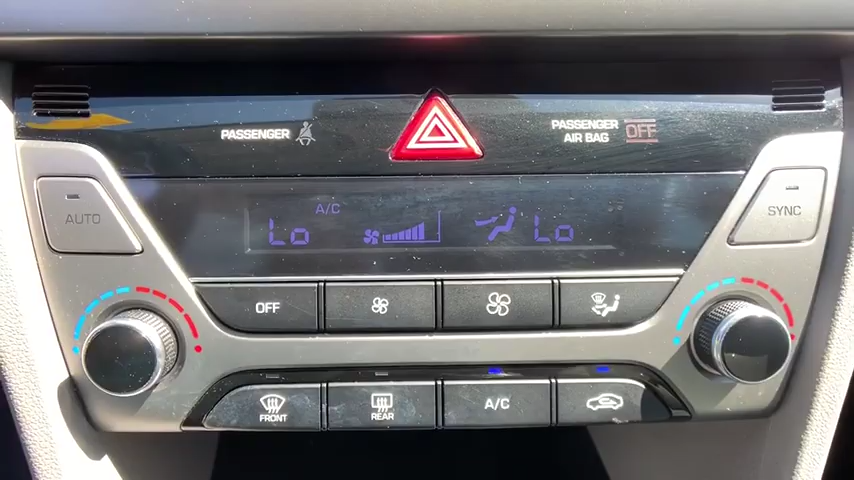 PASSENGER
PASSENGER
AIR BAG
OFF
AUTO
A/C
Lo
Lo
SYNC
OFF
FRONT
REAR
A/C